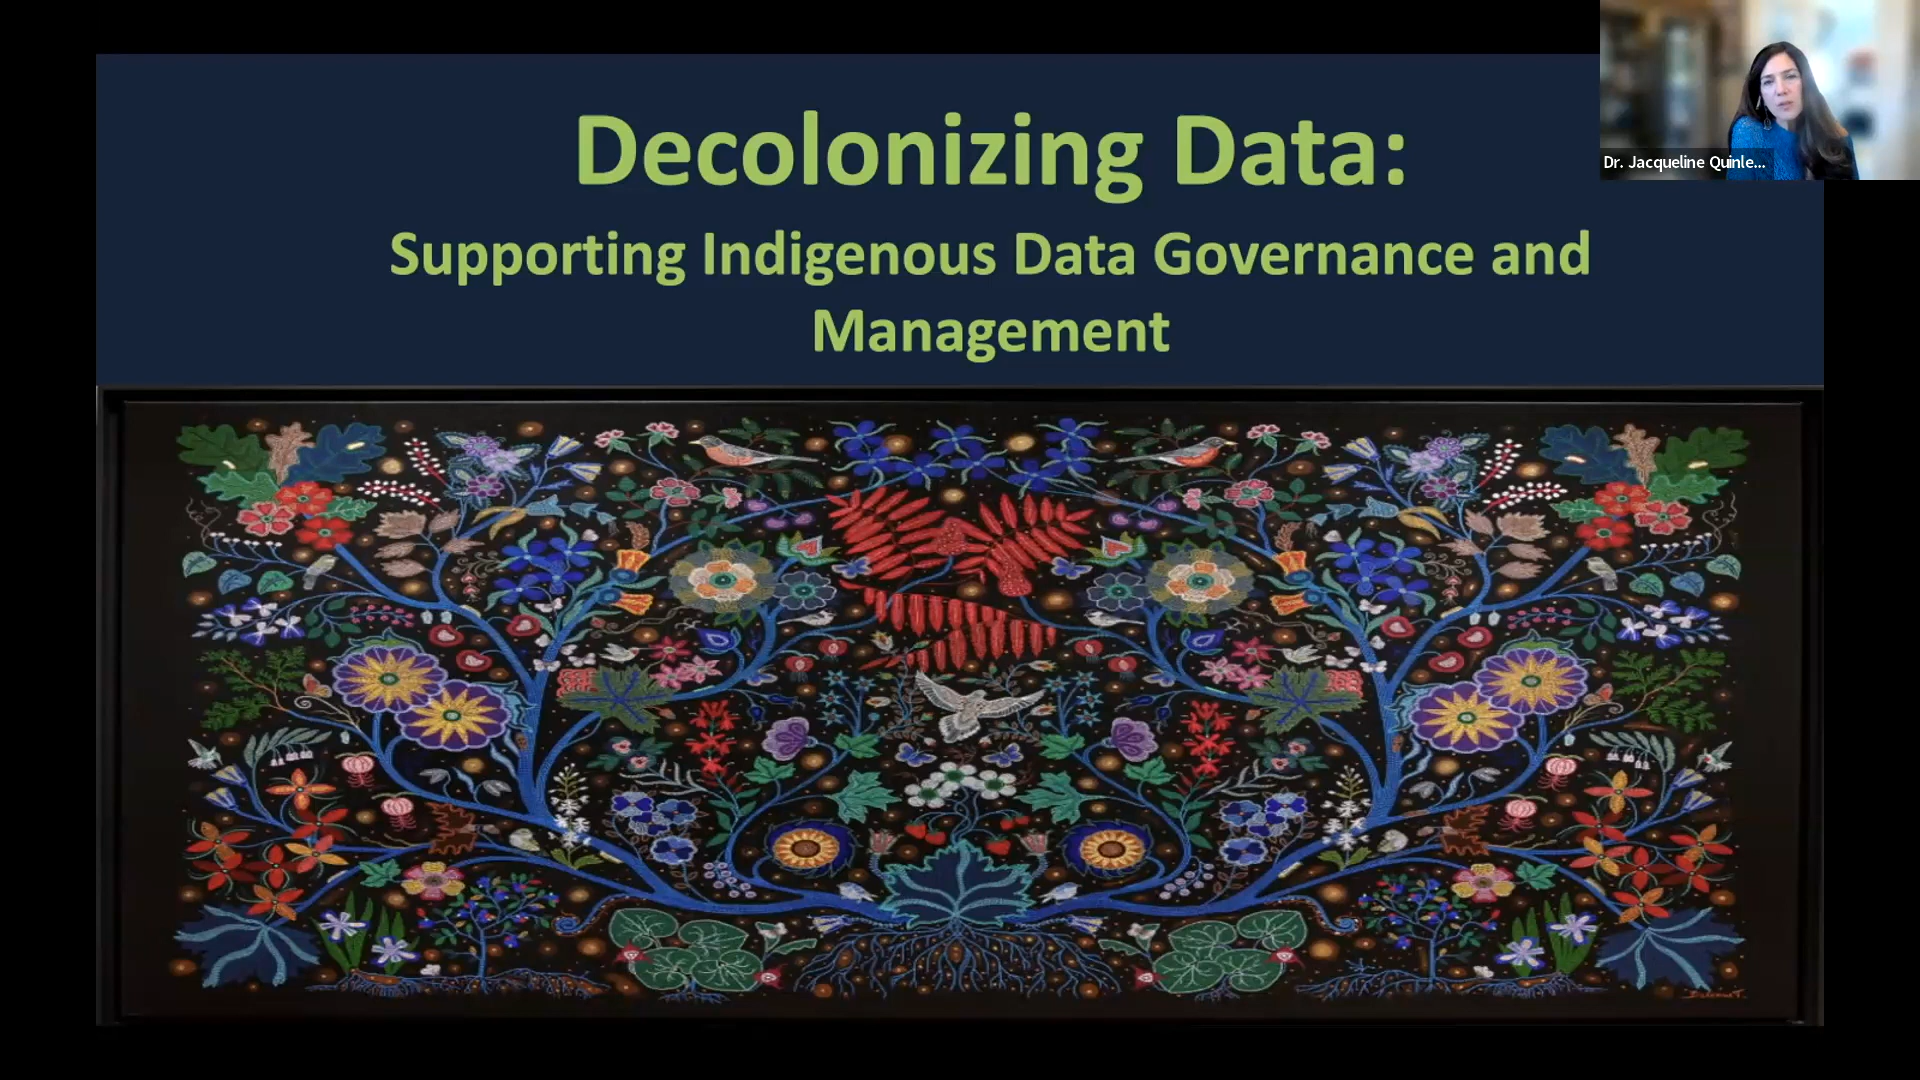 Decolonizing Data:
Supporting Indigenous Data Governance and
Management
Dr. Jacqueline Quinle...